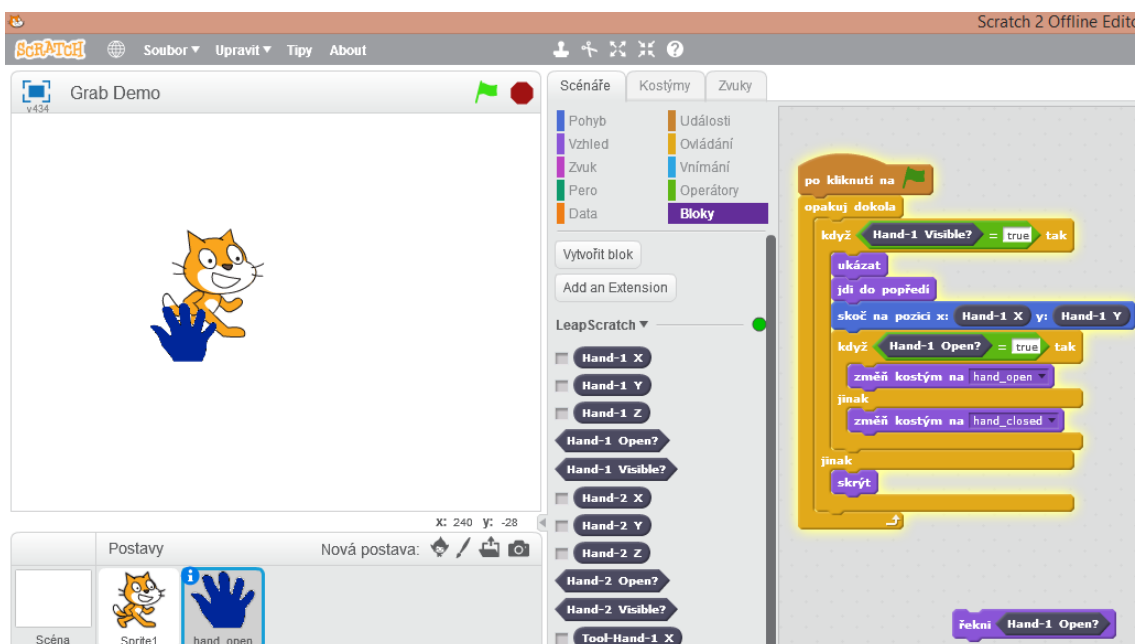 Scratch 2 Offline Edito
SCRATCH Soubor Upravit Tipy About
v434
Grab Demo
Scénáře Kostýmy Zvuky
Pohyb Události
Vzhled Ovládání
Zvuk Vnímání
Pero Operátory
Data Bloky
Vytvořit blok
Add an Extension
LeapScratch
Hand-1 X
Hand-1 Y
Hand-1 Z
Hand-1 Open?
Hand-1 Visible?
Hand-2 X
Hand-2 Y
Hand-2 Z
Hand-2 Open?
Hand-2 Visible?
Tool-Hand-1 X
po kliknutí na
opakuj dokola
když Hand-1 Visible? = true tak
ukázat
jdi do popředí
skoč na pozici x: Hand-1 X y: Hand-1 Y
když Hand-1 Open? = true tak
změň kostým na hand_open
jinak
změň kostým na hand_closed
jinak
skrýt
řekni Hand-1 Open?
x: 240 y: -28
Postavy Nová postava:
Scéna Sprite1 hand_open